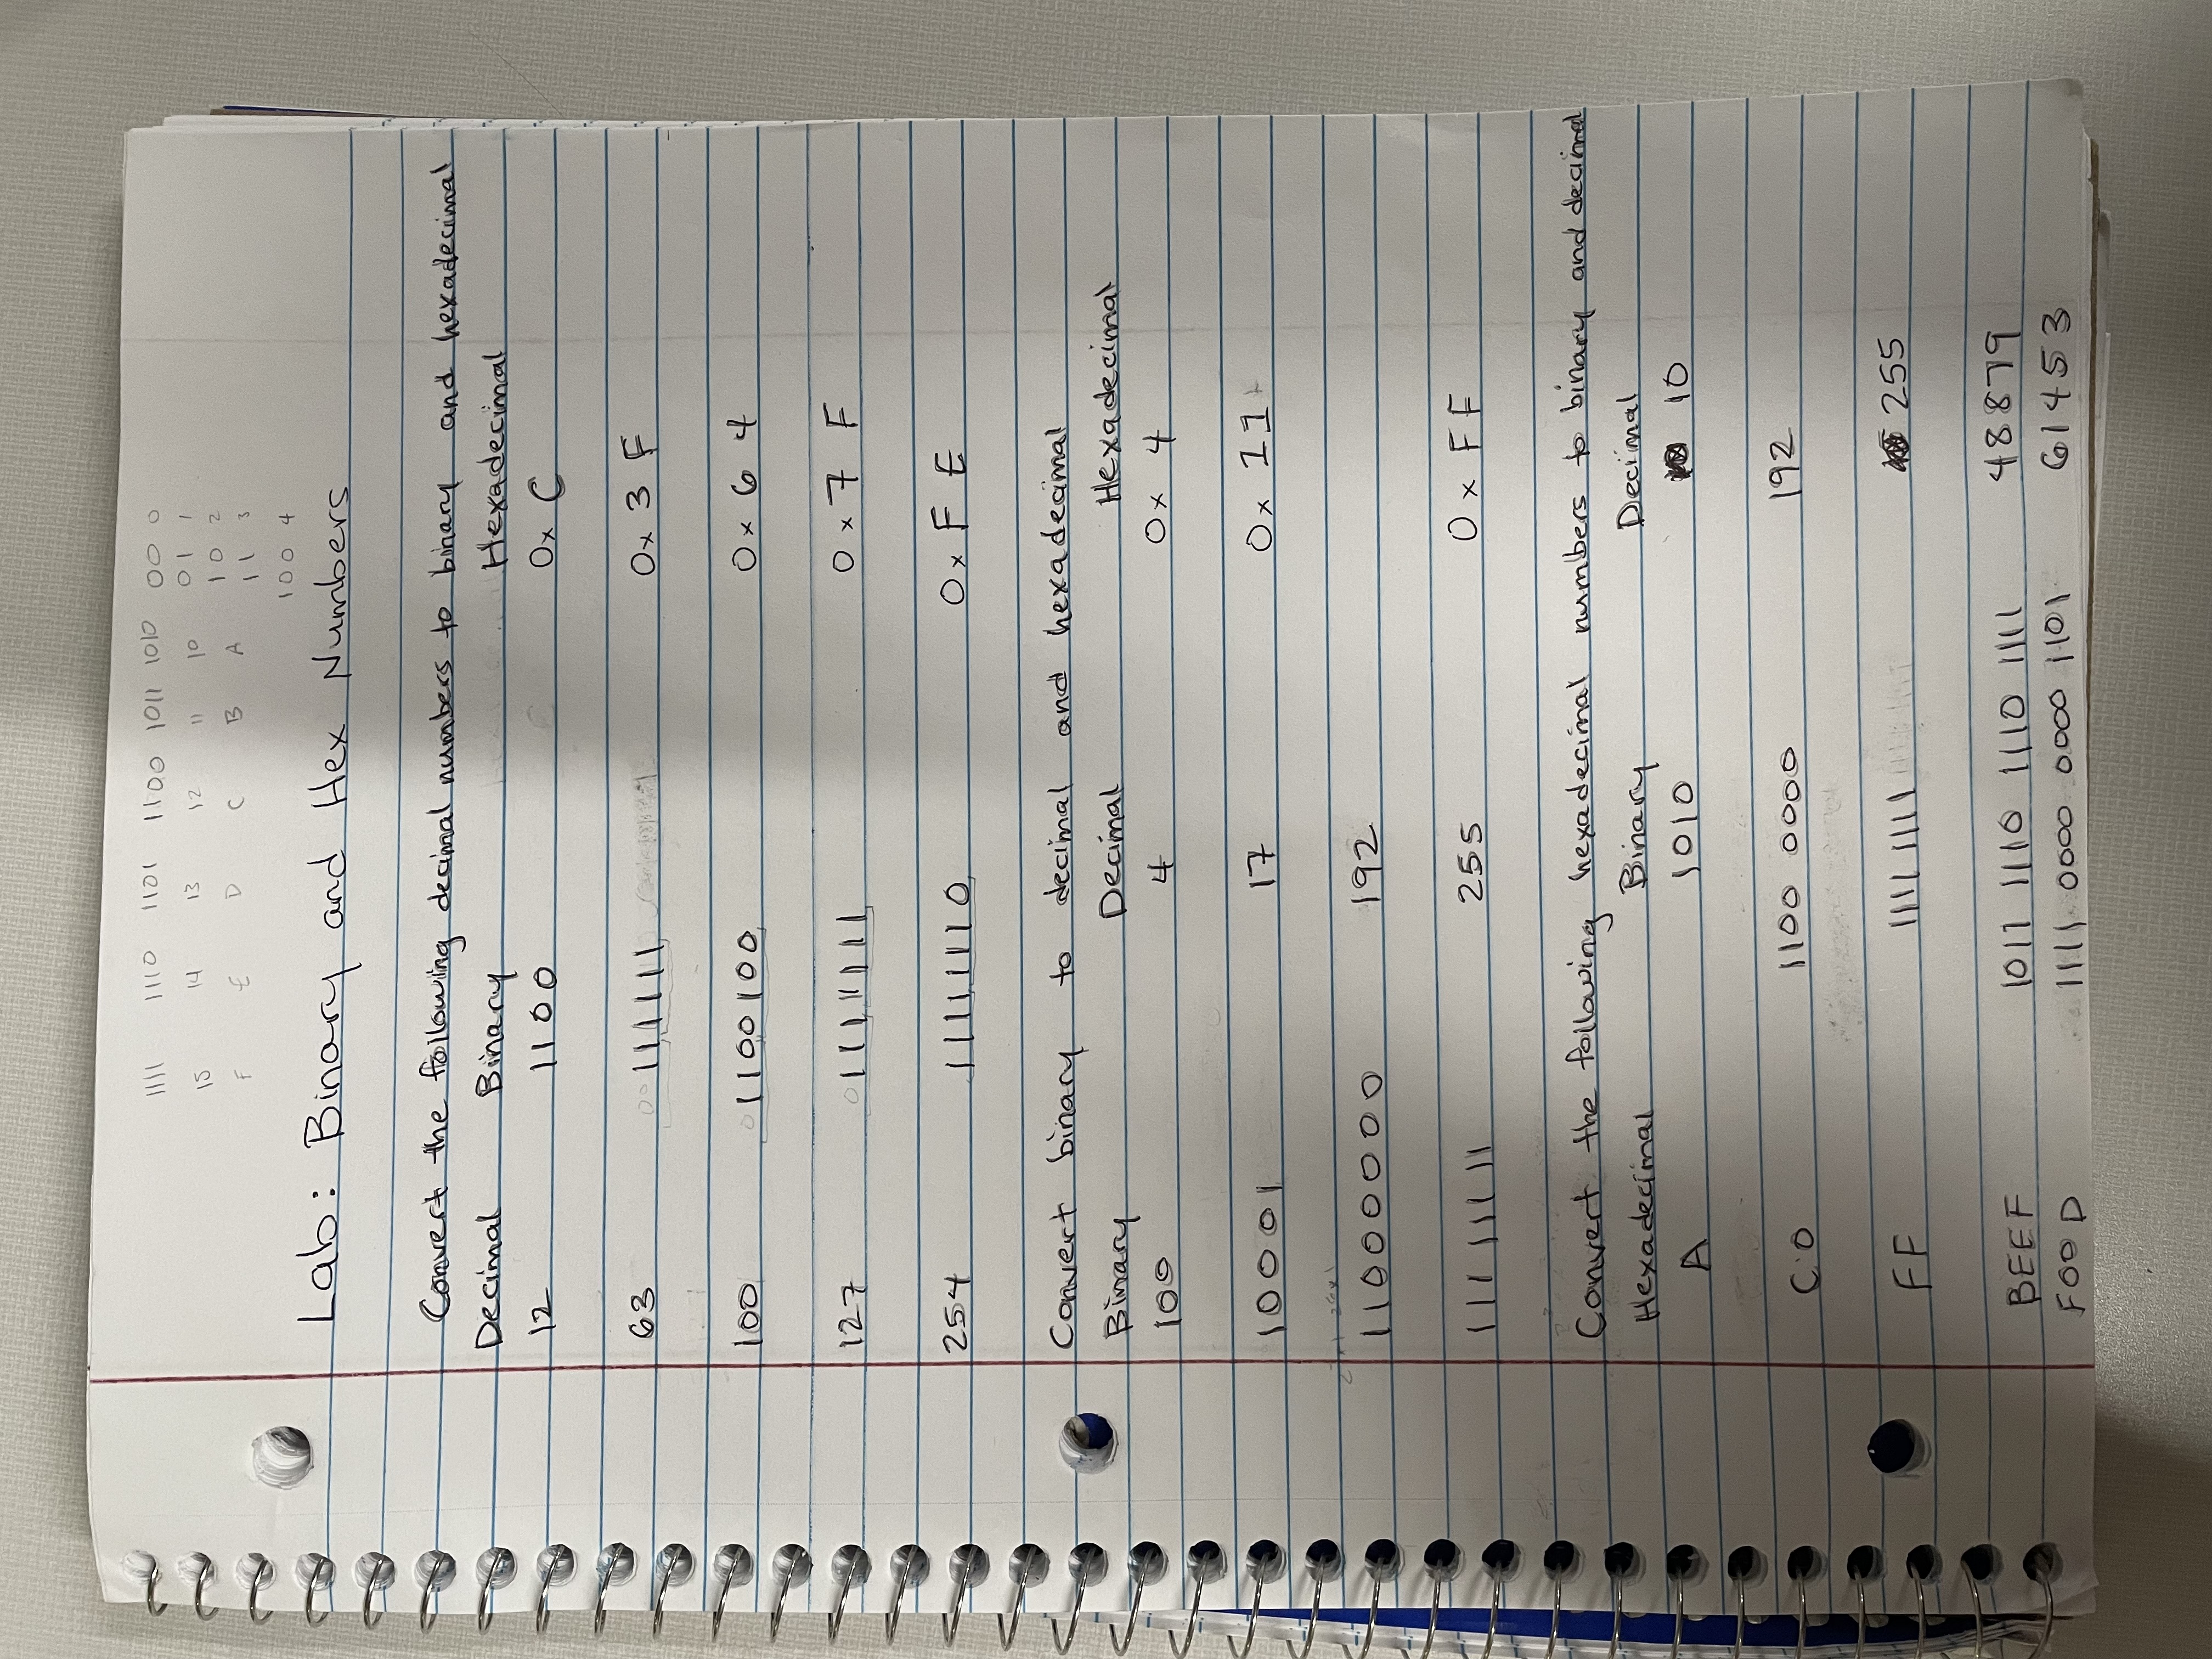 1111 1110 1101 1100 1011 1010 00 0
15 14 13 12 11 10 01 1
F E D C B A 10 2
11 3
100 4
Lab: Binary and Hex Numbers
Convert the following decimal numbers to binary and hexadecimal
Decimal Binary Hexadecimal
12 1100 0x C
63 00111111 0x 3 F
100 01100100 0x 6 4
127 01111111 0x 7 F
254 11111110 0x F E
Convert binary to decimal and hexadecimal
Binary Decimal Hexadecimal
100 4 0x 4
10001 17 0x 11
11000000 192
11111111 255 0x FF
Convert the following hexadecimal numbers to binary and decimal
Hexadecimal Binary Decimal
A 1010 10
C0 1100 0000 192
FF 1111 1111 255
BEEF 1011 1110 1110 1111 48879
F00D 1111 0000 0000 1101 61453